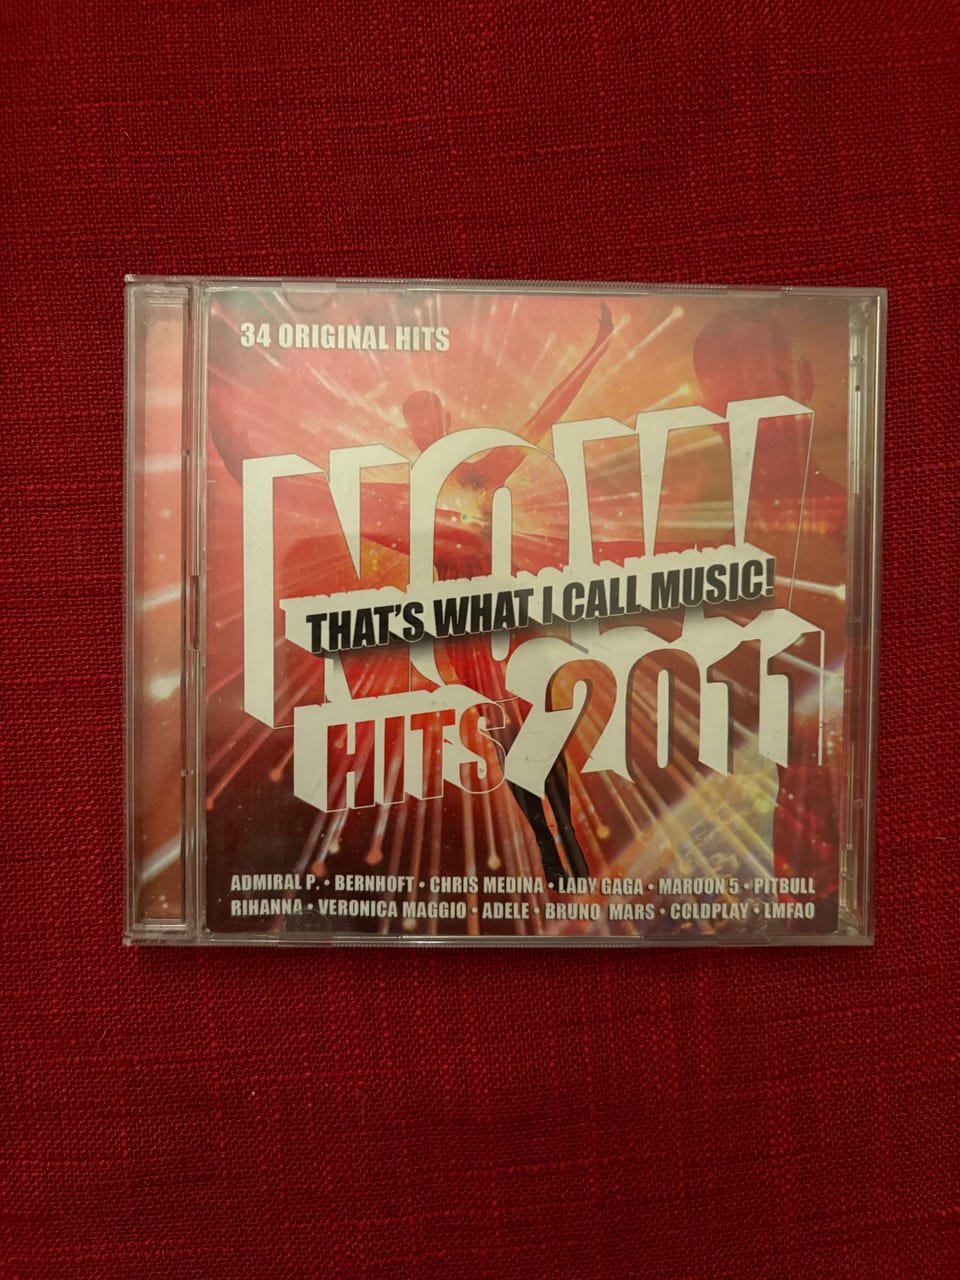 34 ORIGINAL HITS
NOW
THAT'S WHAT I CALL MUSIC!
HITS 2011
ADMIRAL P. • BERNHOFT • CHRIS MEDINA • LADY GAGA • MAROON 5 • PITBULL
RIHANNA • VERONICA MAGGIO • ADELE • BRUNO MARS • COLDPLAY • LMFAO